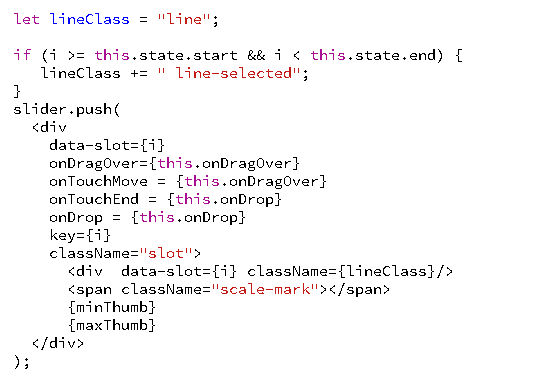 let lineClass = "line";

if (i >= this.state.start && i < this.state.end) {
   lineClass += " line-selected";
}
slider.push(
  <div
    data-slot={i}
    onDragOver={this.onDragOver}
    onTouchMove = {this.onDragOver}
    onTouchEnd = {this.onDrop}
    onDrop = {this.onDrop}
    key={i}
    className="slot">
      <div  data-slot={i} className={lineClass}/>
      <span className="scale-mark"></span>
      {minThumb}
      {maxThumb}
  </div>
);